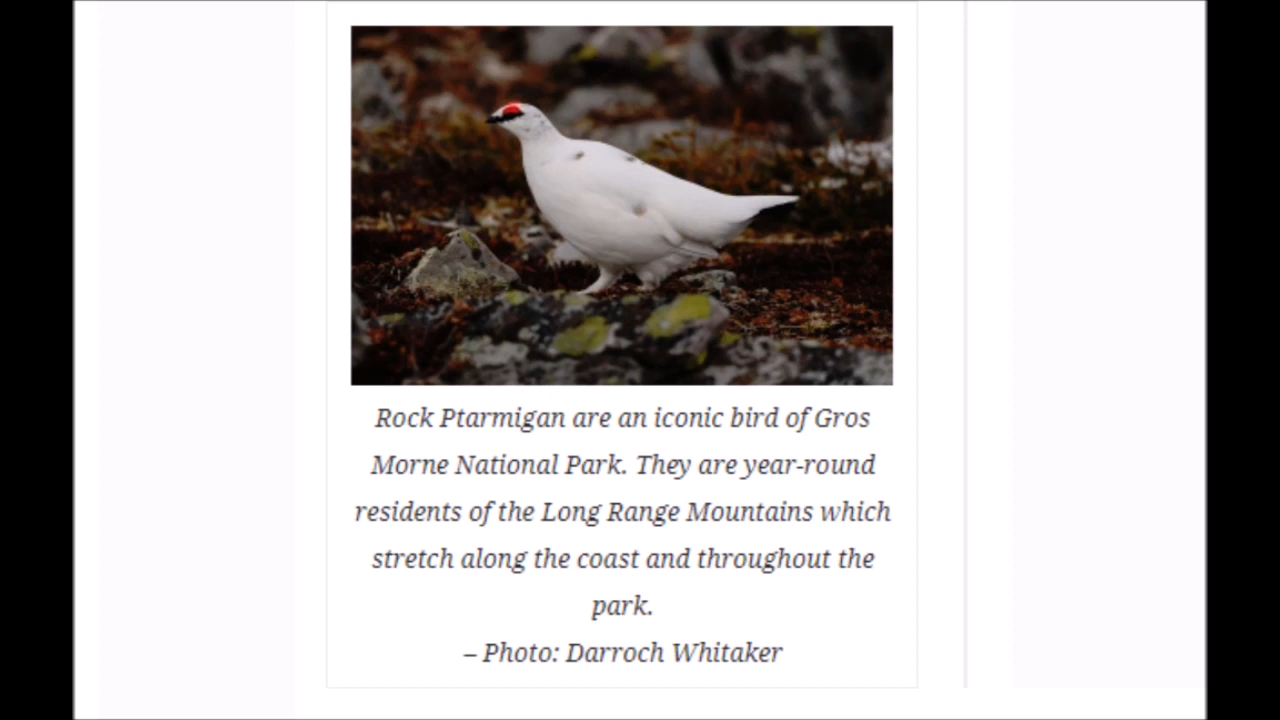 Rock Ptarmigan are an iconic bird of Gros
Morne National Park. They are year-round
residents of the Long Range Mountains which
stretch along the coast and throughout the
park.
– Photo: Darroch Whitaker